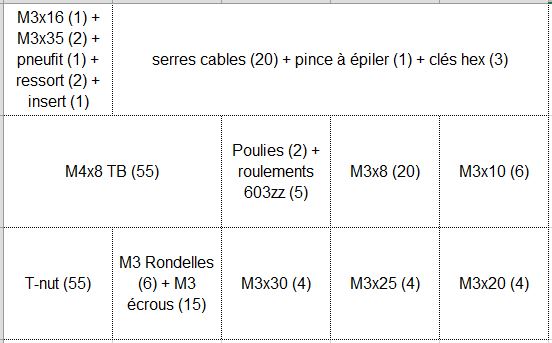 M3x16 (1) +
M3x35 (2) +
pneufit (1) +
ressort (2) +
insert (1)
serres cables (20) + pince à épiler (1) + clés hex (3)
M4x8 TB (55)
Poulies (2) +
roulements
603zz (5)
M3x8 (20)
M3x10 (6)
T-nut (55)
M3 Rondelles
(6) + M3
écrous (15)
M3x30 (4)
M3x25 (4)
M3x20 (4)